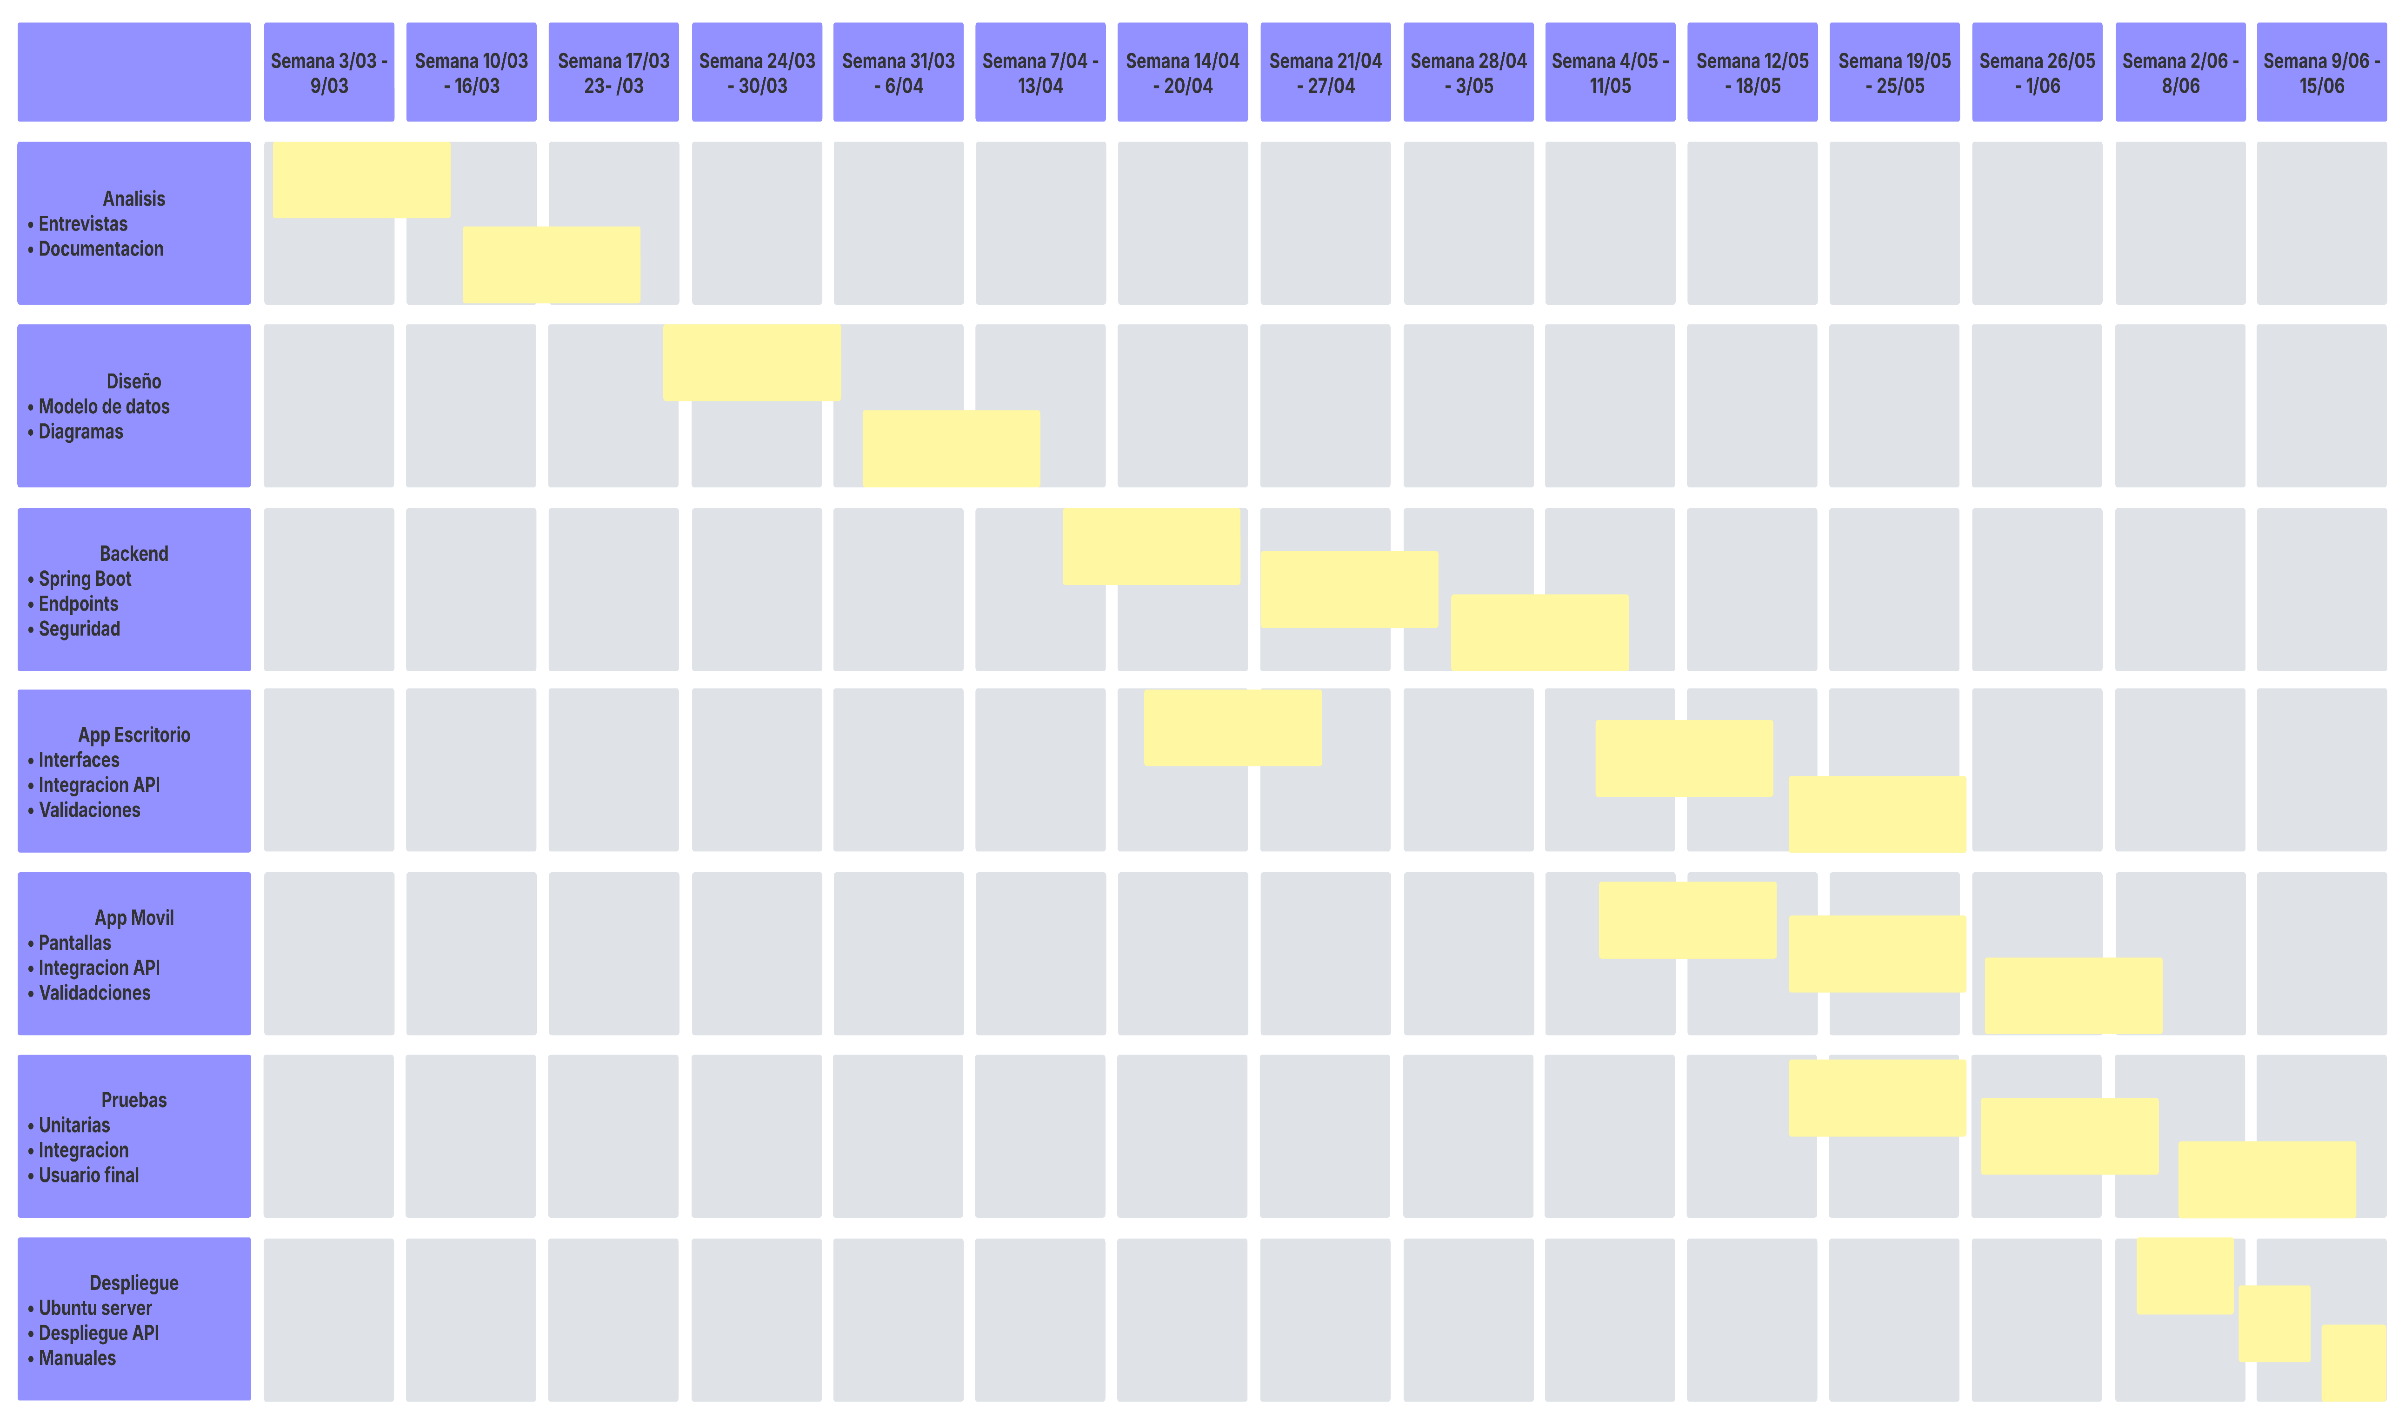 Semana 3/03 -
9/03
Semana 10/03
- 16/03
Semana 17/03
23- /03
Semana 24/03
- 30/03
Semana 31/03
- 6/04
Semana 7/04 -
13/04
Semana 14/04
- 20/04
Semana 21/04
- 27/04
Semana 28/04
- 3/05
Semana 4/05 -
11/05
Semana 12/05
- 18/05
Semana 19/05
- 25/05
Semana 26/05
- 1/06
Semana 2/06 -
8/06
Semana 9/06 -
15/06
Analisis
• Entrevistas
• Documentacion
Diseño
• Modelo de datos
• Diagramas
Backend
• Spring Boot
• Endpoints
• Seguridad
App Escritorio
• Interfaces
• Integracion API
• Validaciones
App Movil
• Pantallas
• Integracion API
• Validadciones
Pruebas
• Unitarias
• Integracion
• Usuario final
Despliegue
• Ubuntu server
• Despliegue API
• Manuales